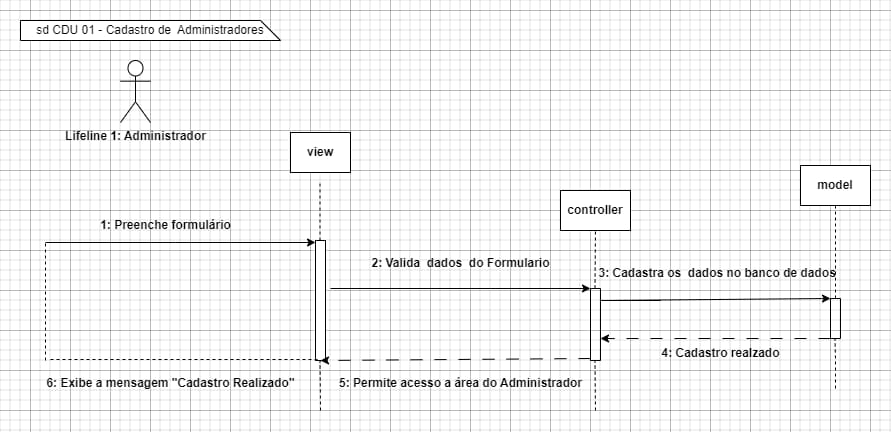 sd CDU 01 - Cadastro de Administradores
Lifeline 1: Administrador
view
model
controller
1: Preenche formulário
2: Valida dados do Formulario
3: Cadastra os dados no banco de dados
4: Cadastro realzado
5: Permite acesso a área do Administrador
6: Exibe a mensagem "Cadastro Realizado"